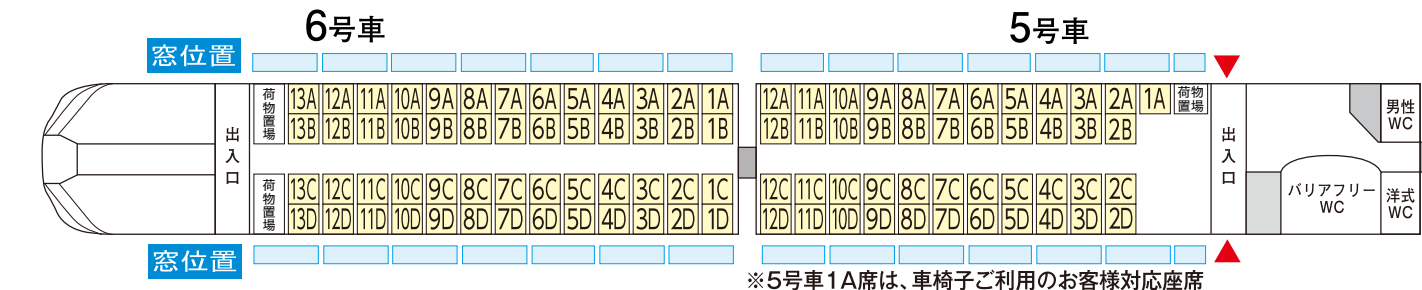 6号車 5号車
窓位置
荷物置場 13A 12A 11A 10A 9A 8A 7A 6A 5A 4A 3A 2A 1A 12A 11A 10A 9A 8A 7A 6A 5A 4A 3A 2A 1A 荷物置場 男性WC
13B 12B 11B 10B 9B 8B 7B 6B 5B 4B 3B 2B 1B 12B 11B 10B 9B 8B 7B 6B 5B 4B 3B 2B
出入口 出入口
荷物置場 13C 12C 11C 10C 9C 8C 7C 6C 5C 4C 3C 2C 1C 12C 11C 10C 9C 8C 7C 6C 5C 4C 3C 2C バリアフリーWC 洋式WC
13D 12D 11D 10D 9D 8D 7D 6D 5D 4D 3D 2D 1D 12D 11D 10D 9D 8D 7D 6D 5D 4D 3D 2D
窓位置
※5号車1A席は、車椅子ご利用のお客様対応座席